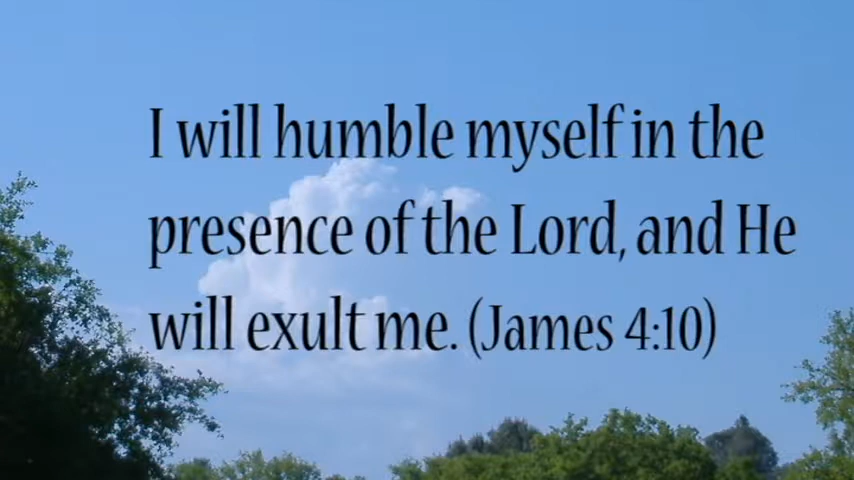 I will humble myself in the
presence of the Lord, and He
will exult me. (James 4:10)